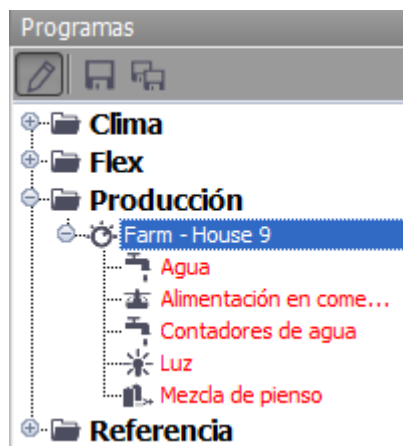 Programas
Clima
Flex
Producción
Farm - House 9
Agua
Alimentación en come...
Contadores de agua
Luz
Mezcla de pienso
Referencia